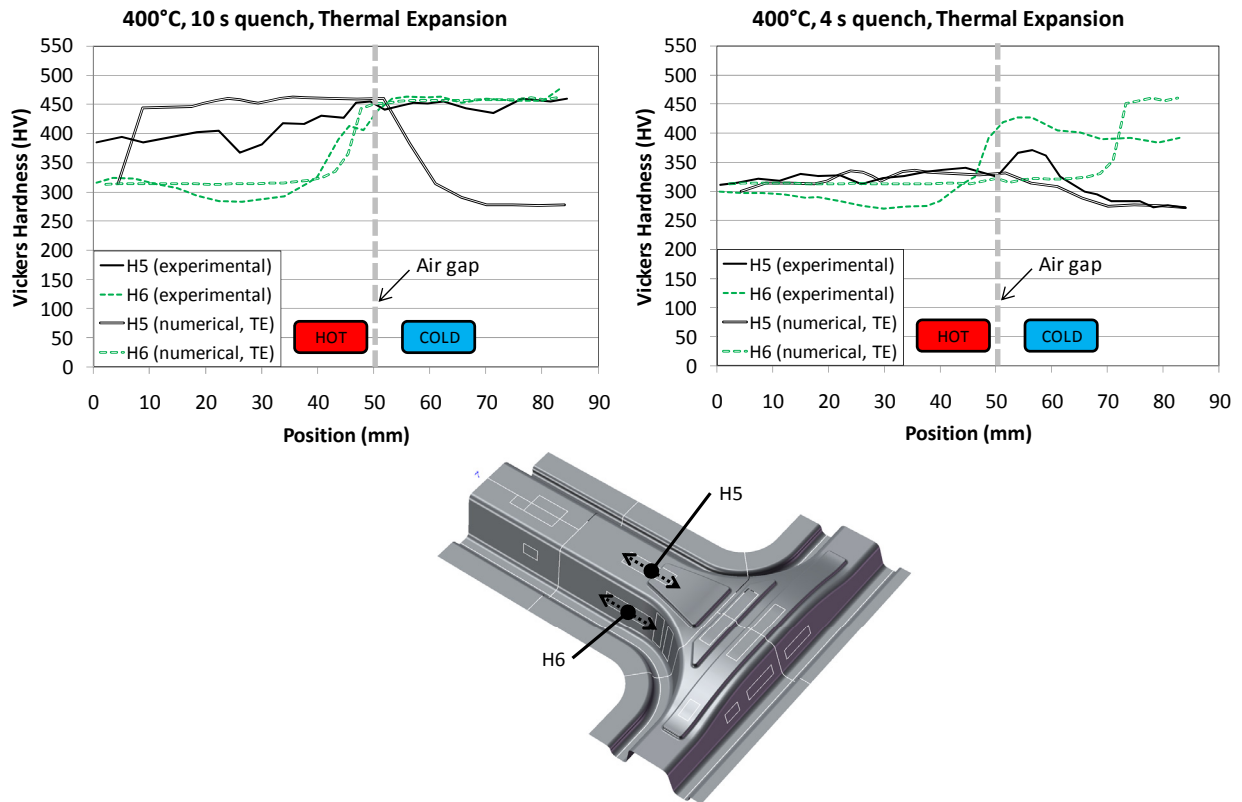 400°C, 10 s quench, Thermal Expansion
Vickers Hardness (HV)
550
500
450
400
350
300
250
200
150
100
50
0
H5 (experimental)
H6 (experimental)
H5 (numerical, TE)
H6 (numerical, TE)
Air gap
HOT
COLD
0 10 20 30 40 50 60 70 80 90
Position (mm)
400°C, 4 s quench, Thermal Expansion
Vickers Hardness (HV)
550
500
450
400
350
300
250
200
150
100
50
0
H5 (experimental)
H6 (experimental)
H5 (numerical, TE)
H6 (numerical, TE)
Air gap
HOT
COLD
0 10 20 30 40 50 60 70 80 90
Position (mm)
H5
H6